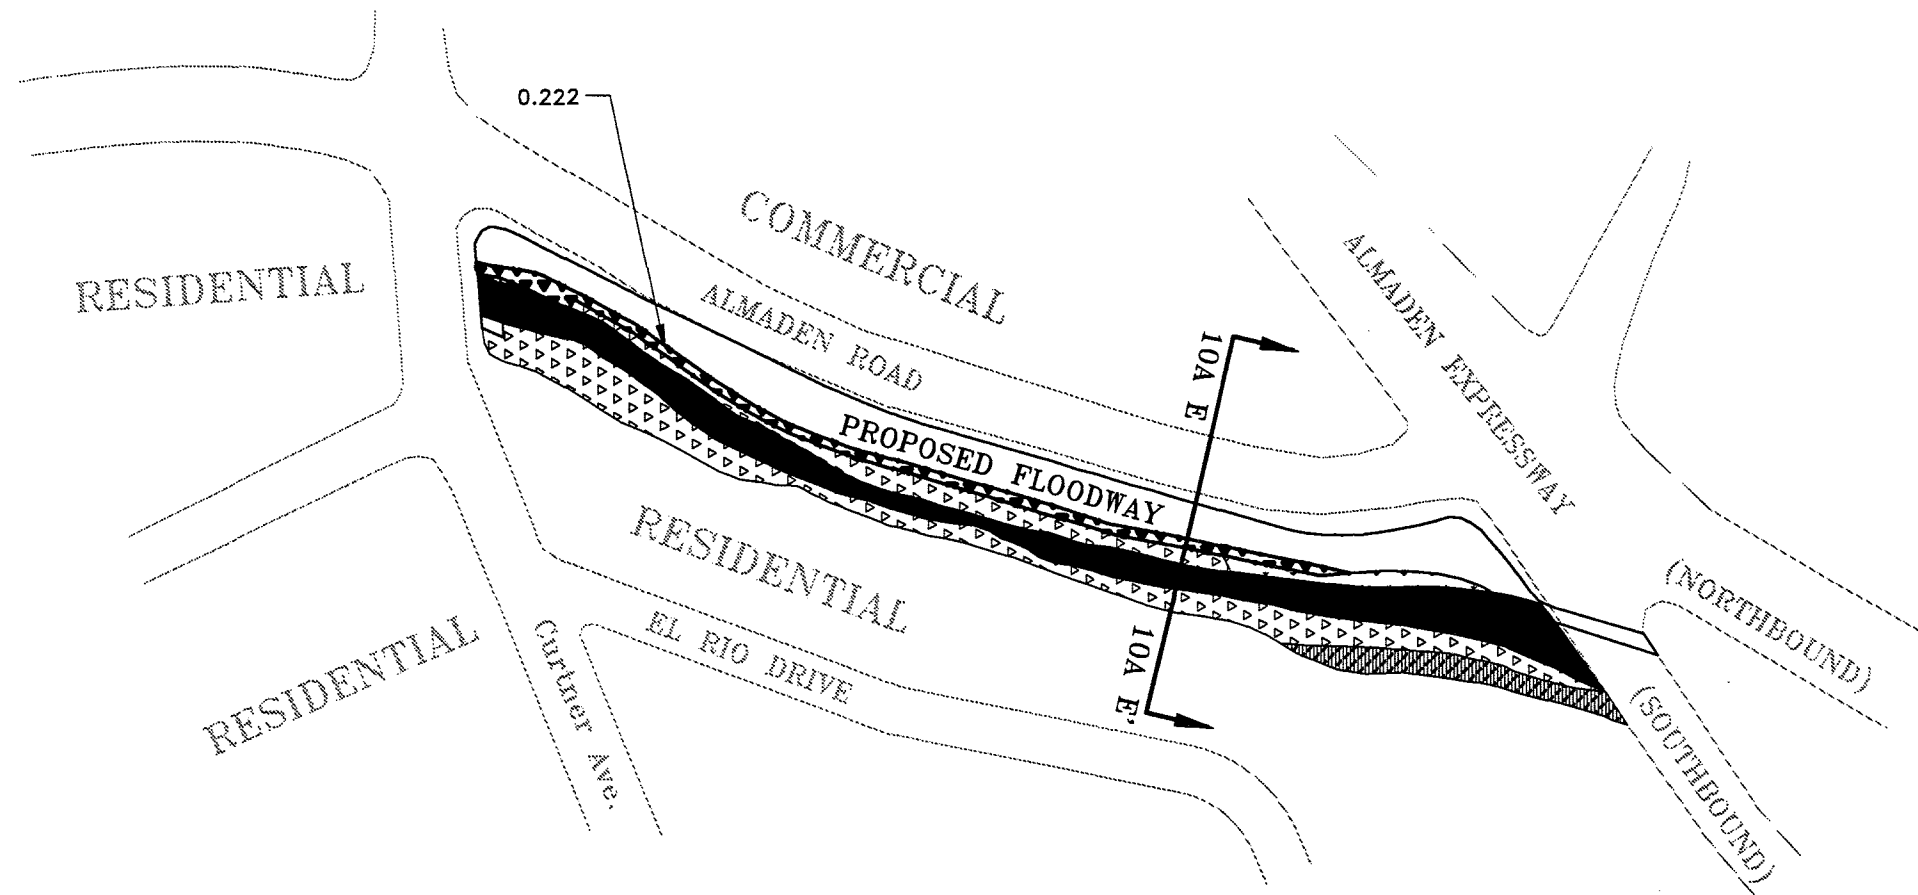 0.222
COMMERCIAL
RESIDENTIAL
ALMADEN ROAD
ALMADEN EXPRESSWAY
10A E
PROPOSED FLOODWAY
RESIDENTIAL
(NORTHBOUND)
RESIDENTIAL
EL RIO DRIVE
Curtner Ave.
10A E'
(SOUTHBOUND)